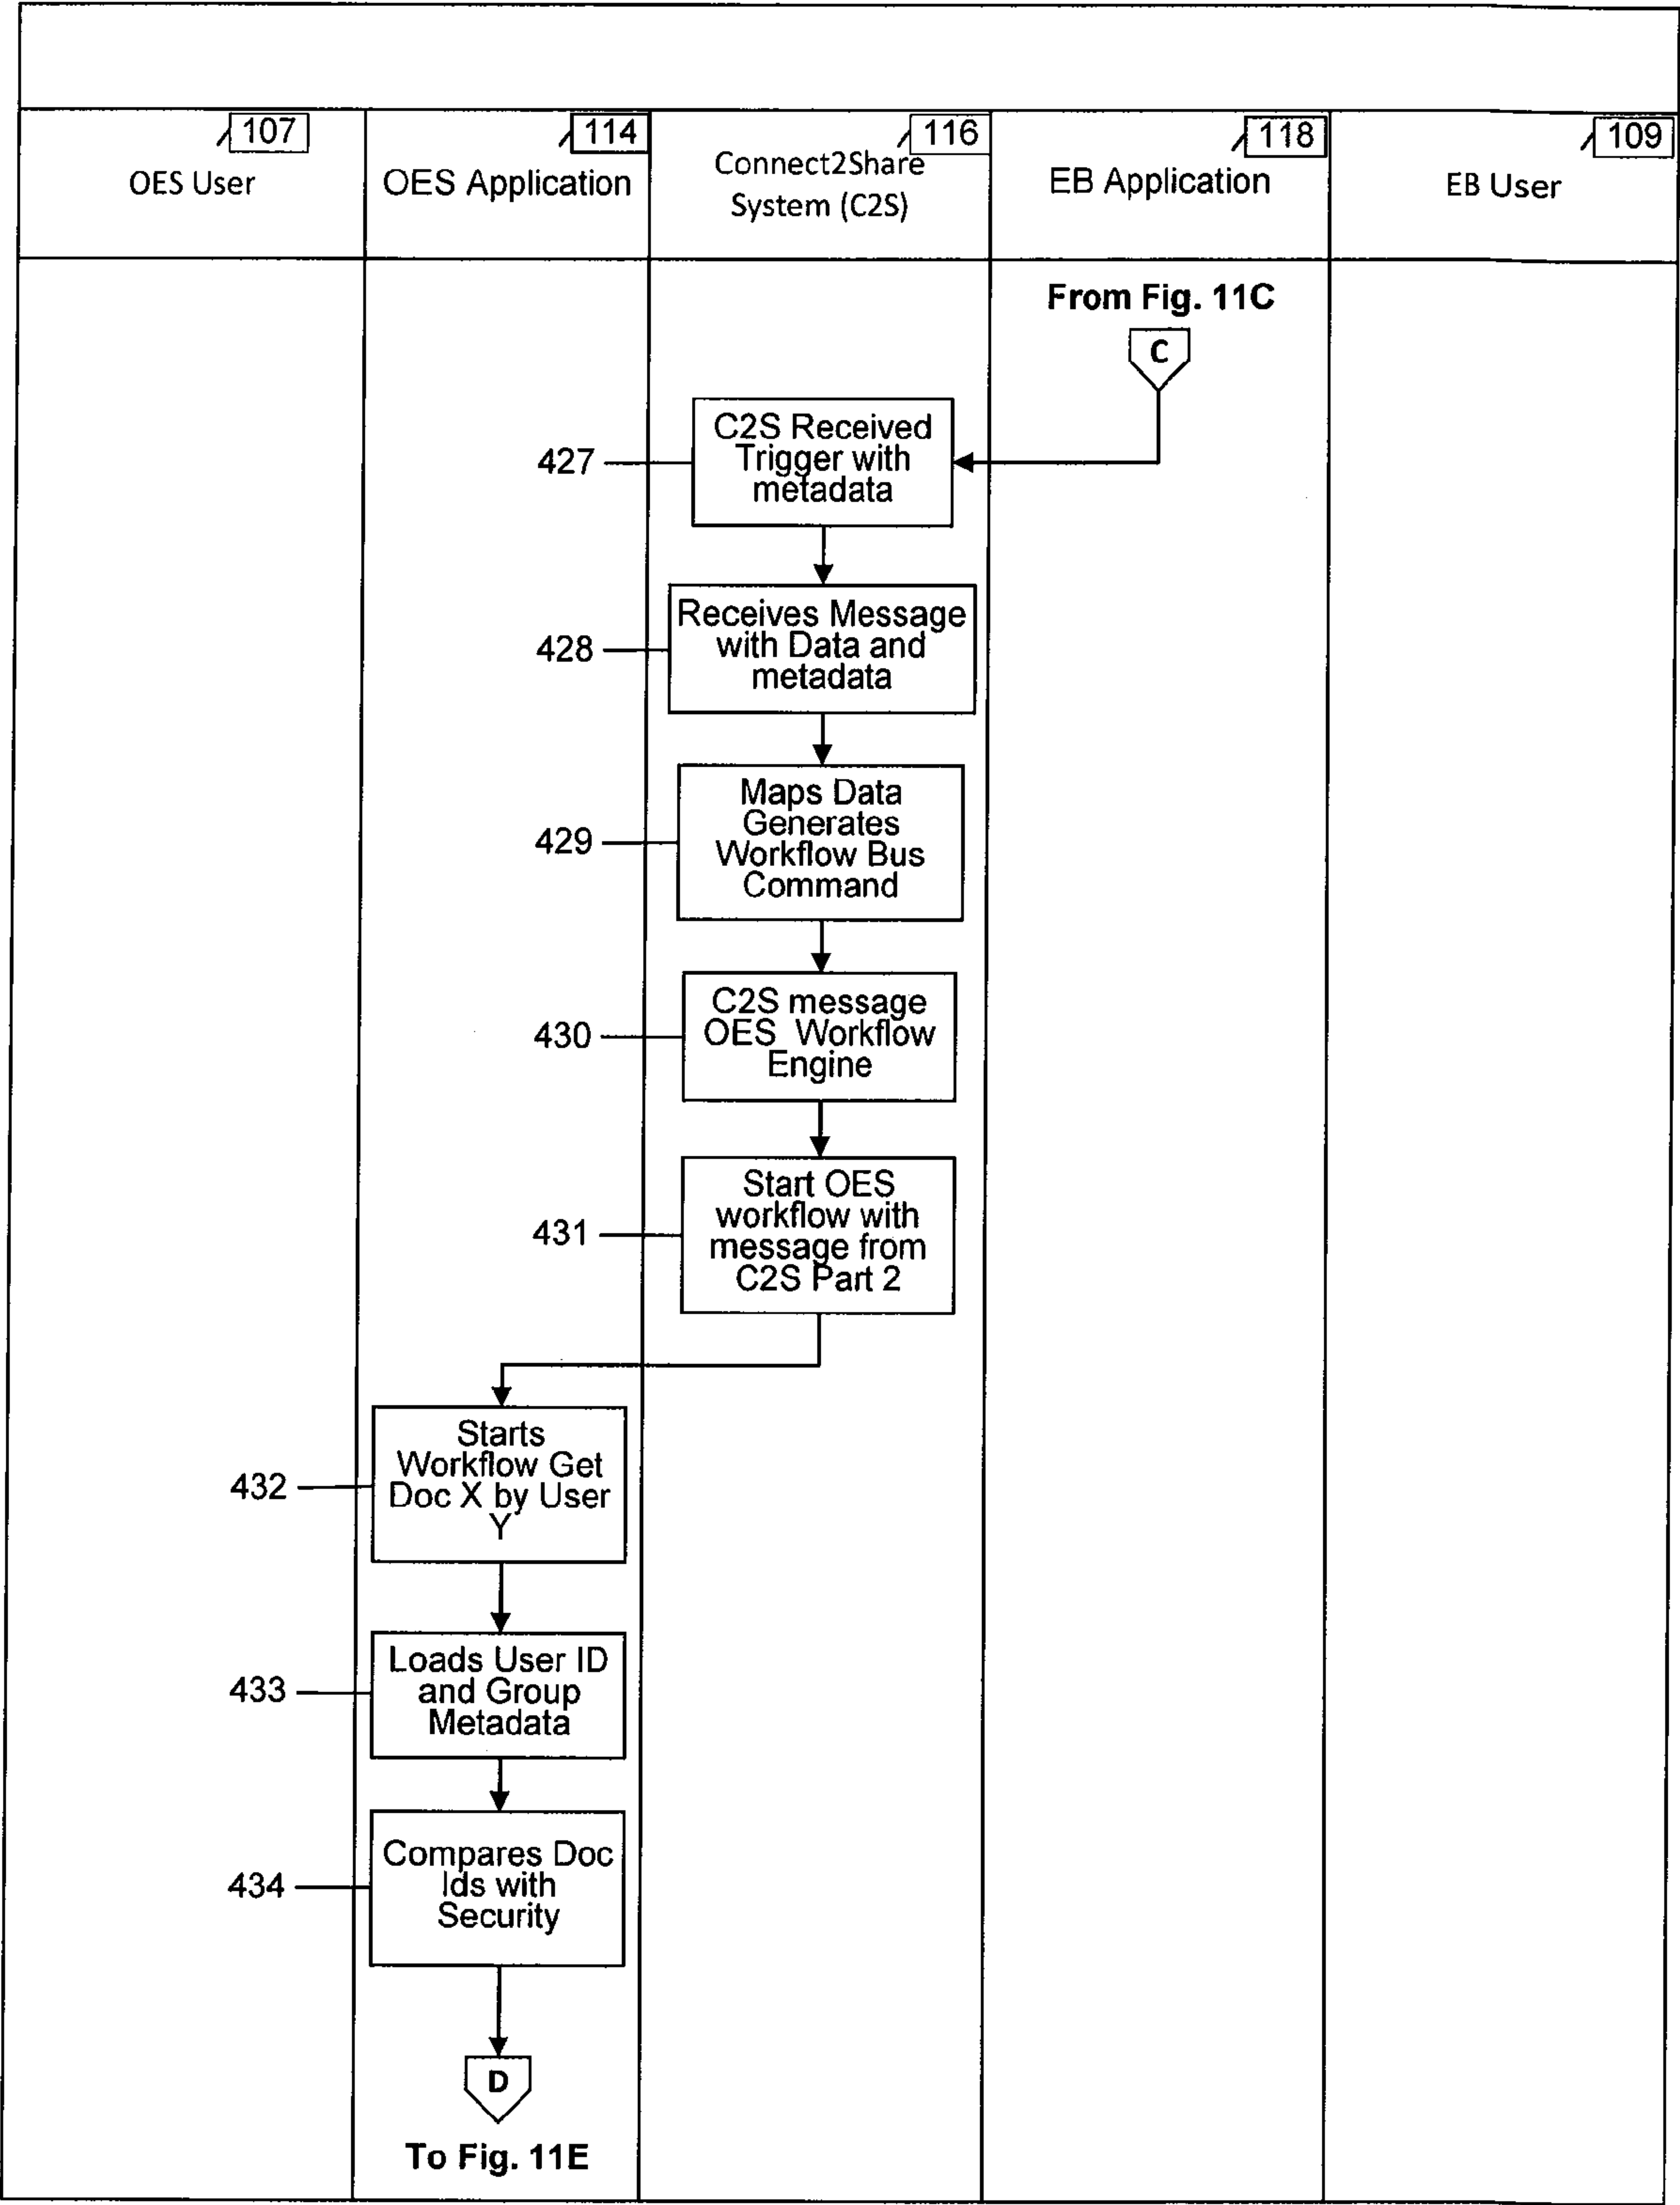 107
OES User
114
OES Application
116
Connect2Share
System (C2S)
118
EB Application
109
EB User
From Fig. 11C
C
427
C2S Received
Trigger with
metadata
428
Receives Message
with Data and
metadata
429
Maps Data
Generates
Workflow Bus
Command
430
C2S message
OES Workflow
Engine
431
Start OES
workflow with
message from
C2S Part 2
432
Starts
Workflow Get
Doc X by User
Y
433
Loads User ID
and Group
Metadata
434
Compares Doc
Ids with
Security
D
To Fig. 11E